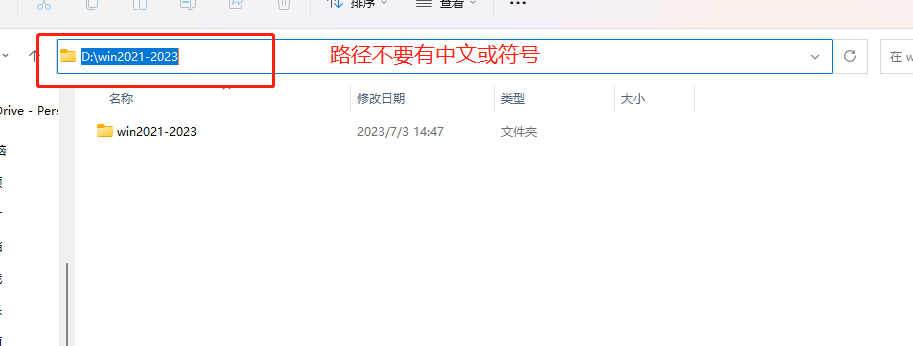 排序 查看
D:\win2021-2023
路径不要有中文或符号
在 w
名称 修改日期 类型 大小
Drive - Pers
win2021-2023 2023/7/3 14:47 文件夹